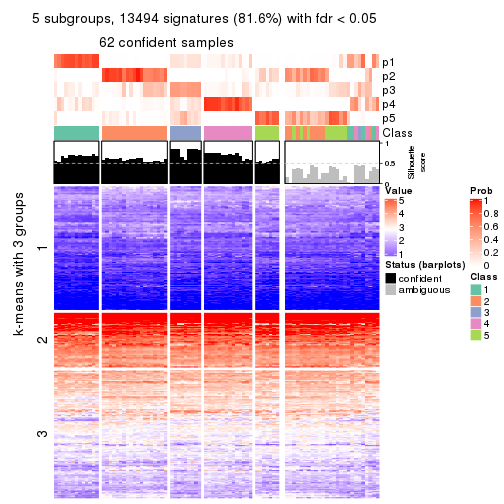 5 subgroups, 13494 signatures (81.6%) with fdr < 0.05
62 confident samples
p1
p2
p3
p4
p5
Class
1
0.5
0
Silhouette
score
k-means with 3 groups
1
2
3
Value
5
4
3
2
1
Status (barplots)
confident
ambiguous
Prob
1
0.8
0.6
0.4
0.2
0
Class
1
2
3
4
5